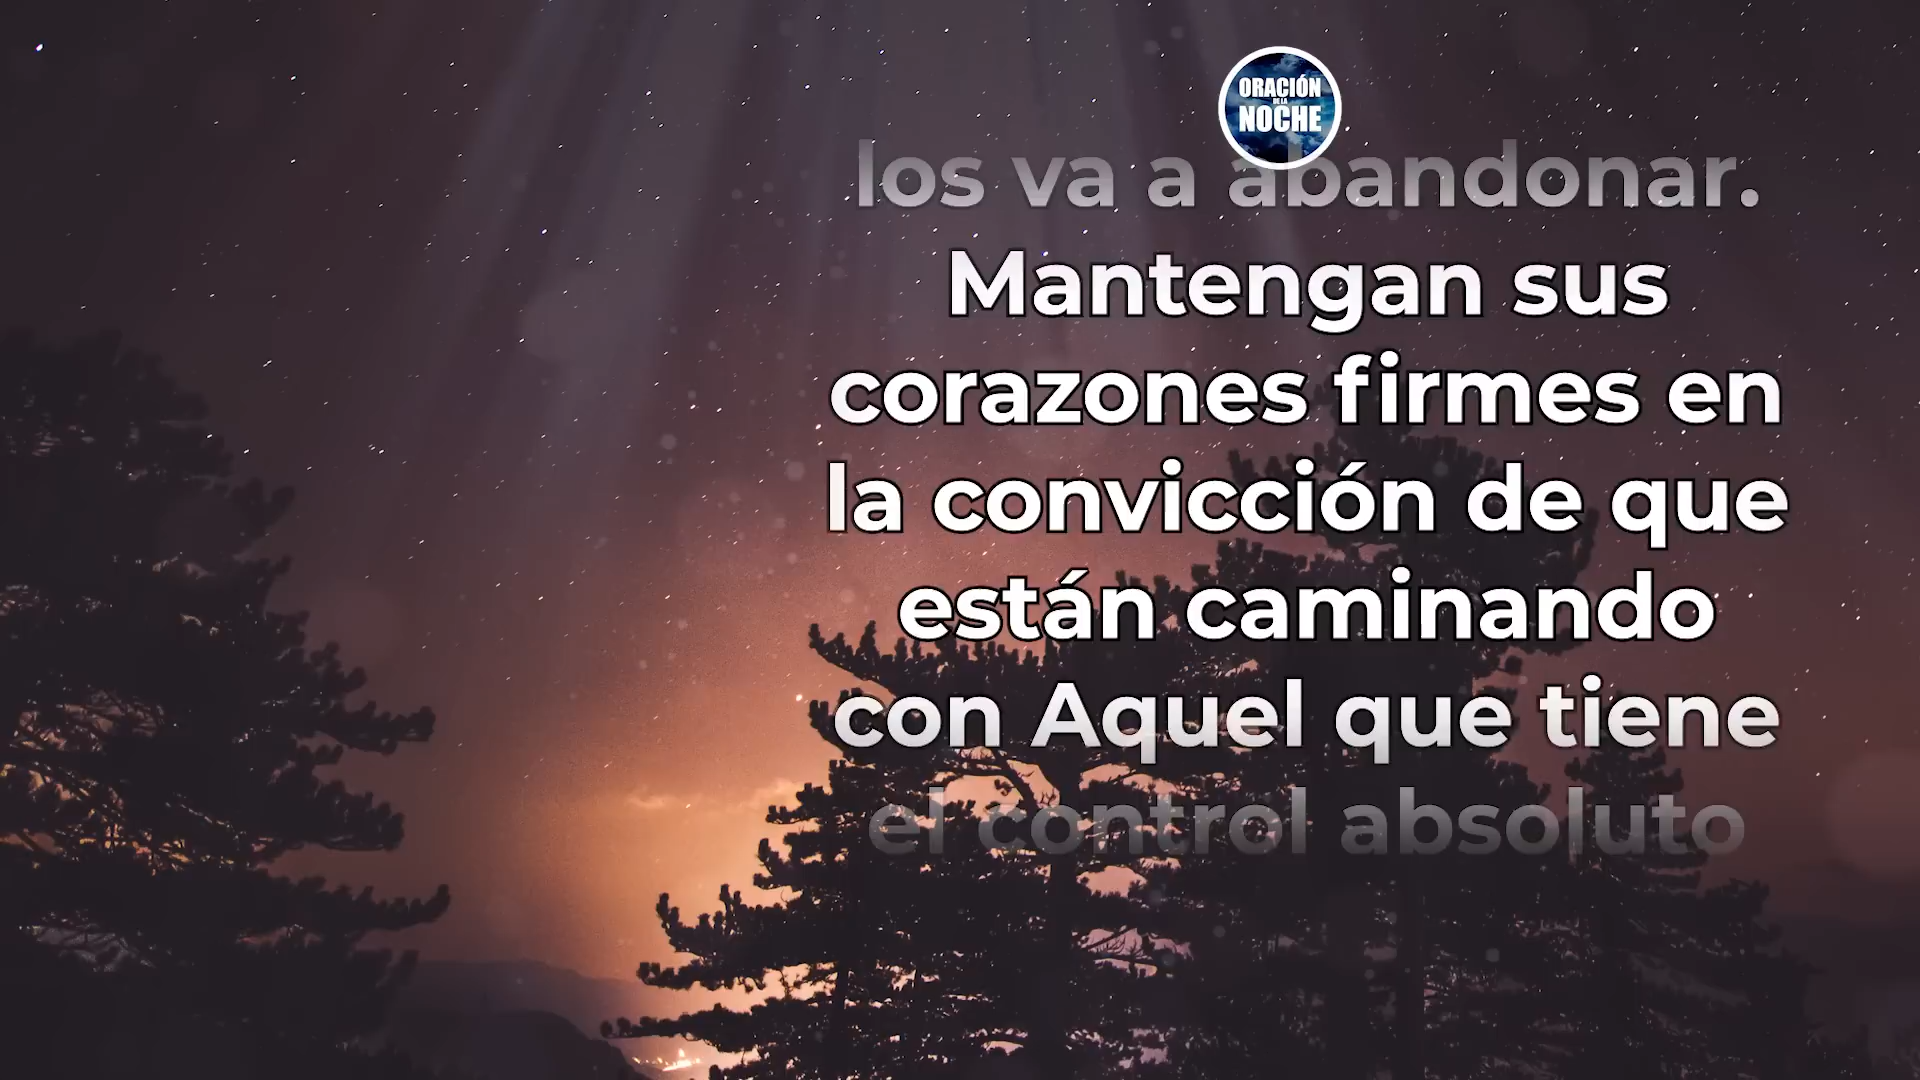 ORACIÓN
DE LA
NOCHE
los va a abandonar.
Mantengan sus
corazones firmes en
la convicción de que
están caminando
con Aquel que tiene
el control absoluto